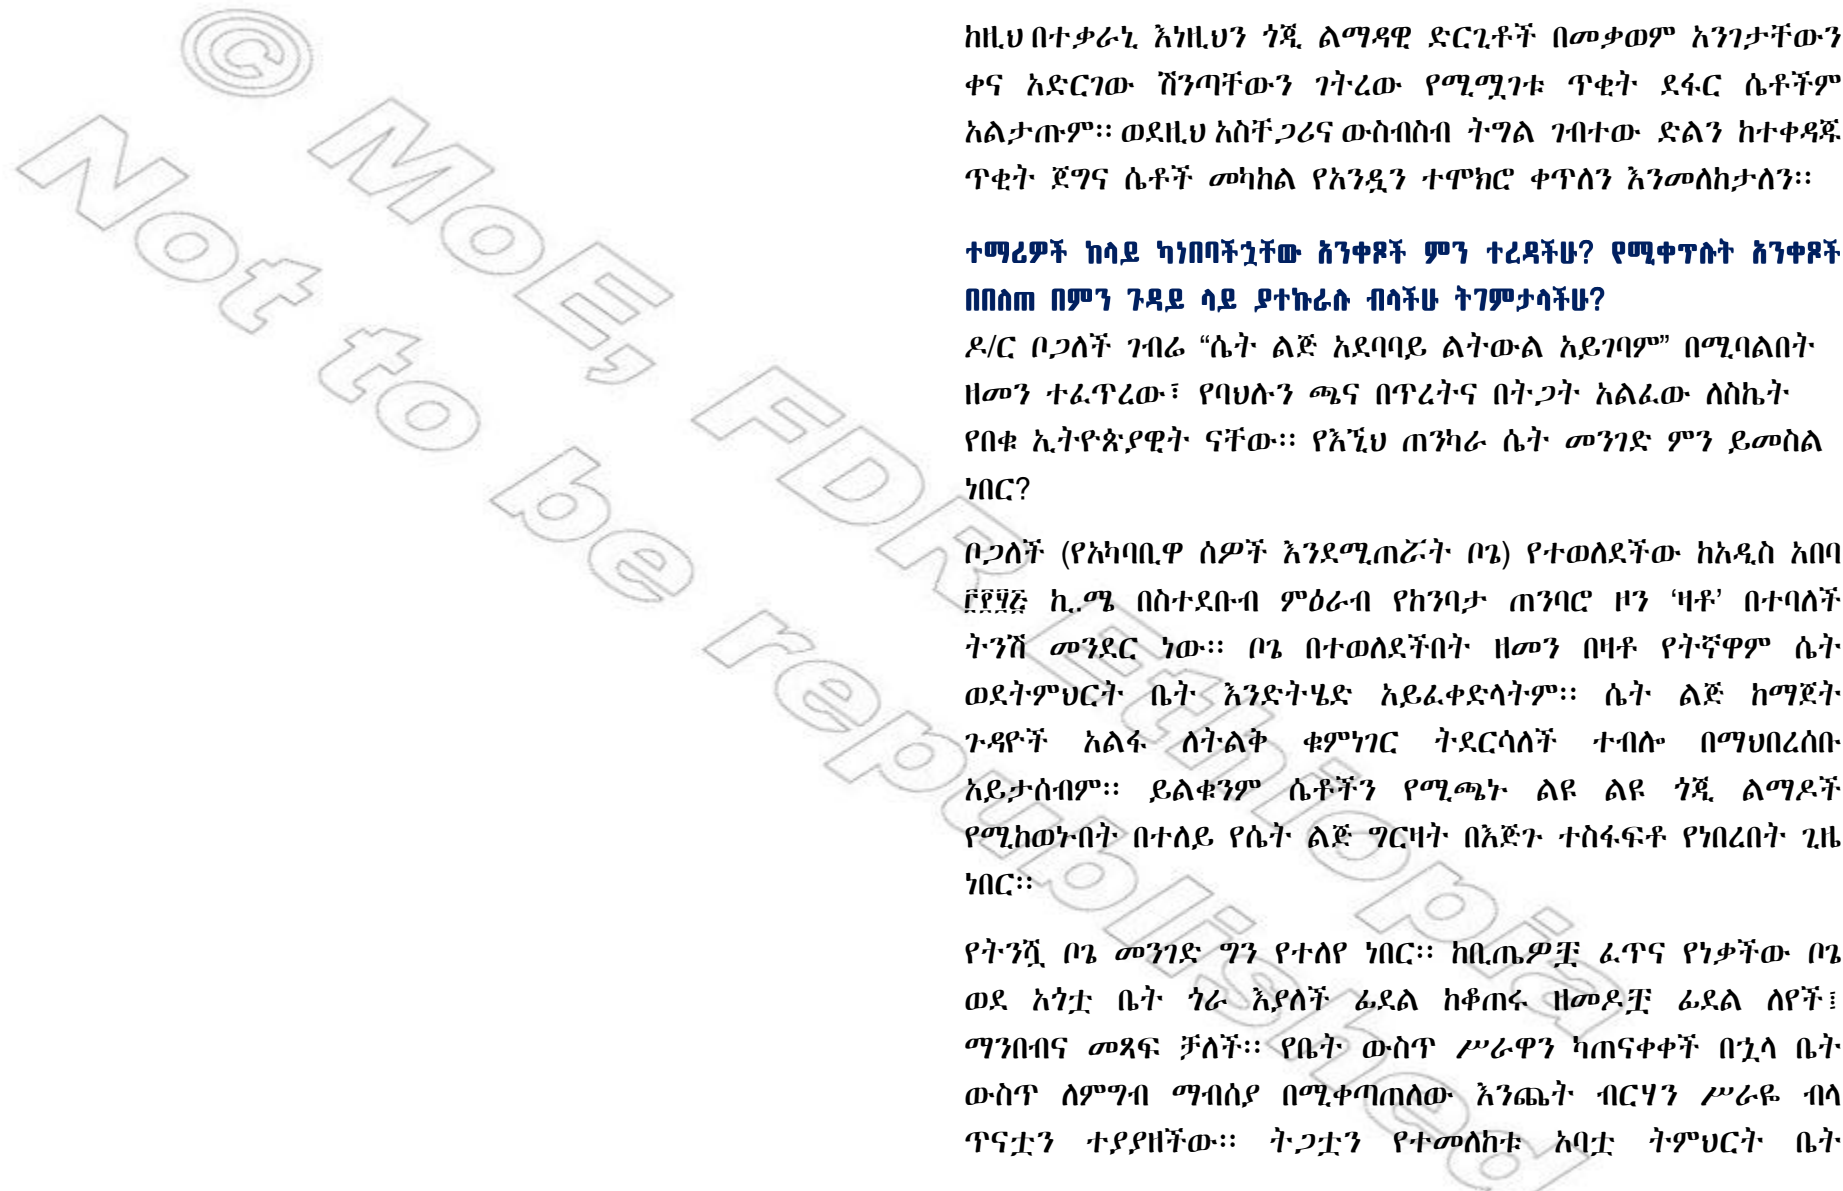 © MoE, FDR Ethiopia
Not to be republished
ከዚህ በተቃራኒ እነዚህን ጎጂ ልማዳዊ ድርጊቶች በመቃወም አንገታቸውን
ቀና አድርገው ሽንጣቸውን ገትረው የሚሟገቱ ጥቂት ደፋር ሴቶችም
አልታጡም፡፡ ወደዚህ አስቸጋሪና ውስብስብ ትግል ገብተው ድልን ከተቀዳጁ
ጥቂት ጀግና ሴቶች መካከል የአንዷን ተሞክሮ ቀጥለን እንመለከታለን፡፡
ተማሪዎች ከላይ ካነበባችኋቸው አንቀጾች ምን ተረዳችሁ? የሚቀጥሉት አንቀጾች
በበለጠ በምን ጉዳይ ላይ ያተኩራሉ ብላችሁ ትገምታላችሁ?
ዶ/ር ቦጋለች ገብሬ “ሴት ልጅ አደባባይ ልትውል አይገባም” በሚባልበት
ዘመን ተፈጥረው፣ የባህሉን ጫና በጥረትና በትጋት አልፈው ለስኬት
የበቁ ኢትዮጵያዊት ናቸው፡፡ የእኚህ ጠንካራ ሴት መንገድ ምን ይመስል
ነበር?
ቦጋለች (የአካባቢዋ ሰዎች እንደሚጠሯት ቦጌ) የተወለደችው ከአዲስ አበባ
፫፻፺፭ ኪ.ሜ በስተደቡብ ምዕራብ የከንባታ ጠንባሮ ዞን ‘ዛቶ’ በተባለች
ትንሽ መንደር ነው፡፡ ቦጌ በተወለደችበት ዘመን በዛቶ የትኛዋም ሴት
ወደትምህርት ቤት እንድትሄድ አይፈቀድላትም፡፡ ሴት ልጅ ከማጀት
ጉዳዮች አልፋ ለትልቅ ቁምነገር ትደርሳለች ተብሎ በማህበረሰቡ
አይታሰብም፡፡ ይልቁንም ሴቶችን የሚጫኑ ልዩ ልዩ ጎጂ ልማዶች
የሚከወኑበት በተለይ የሴት ልጅ ግርዛት በእጅጉ ተስፋፍቶ የነበረበት ጊዜ
ነበር፡፡
የትንሿ ቦጌ መንገድ ግን የተለየ ነበር፡፡ ከቢጤዎቿ ፈጥና የነቃችው ቦጌ
ወደ አጎቷ ቤት ጎራ እያለች ፊደል ከቆጠሩ ዘመዶቿ ፊደል ለየች፤
ማንበብና መጻፍ ቻለች፡፡ የቤት ውስጥ ሥራዋን ካጠናቀቀች በኋላ ቤት
ውስጥ ለምግብ ማብሰያ በሚቀጣጠለው እንጨት ብርሃን ሥራዬ ብላ
ጥናቷን ተያያዘችው፡፡ ትጋቷን የተመለከቱ አባቷ ትምህርት ቤት